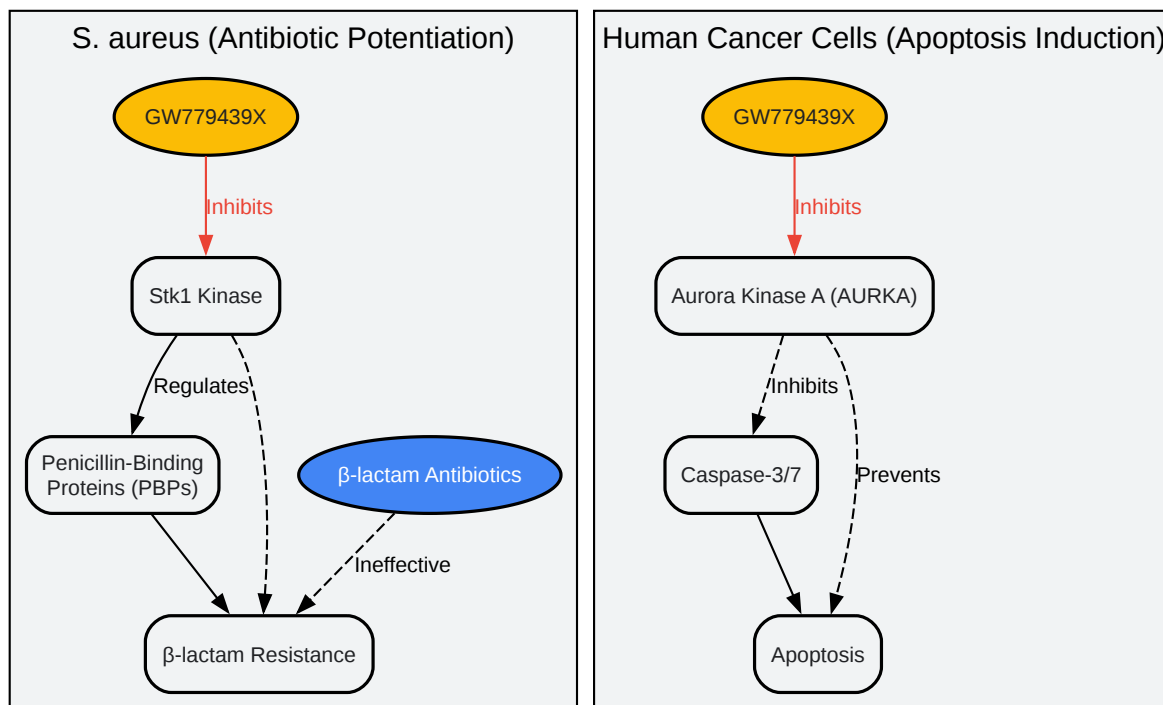 S. aureus (Antibiotic Potentiation)
GW779439X
Inhibits
Stk1 Kinase
Regulates
Penicillin-Binding
Proteins (PBPs)
β-lactam Antibiotics
Ineffective
β-lactam Resistance
Human Cancer Cells (Apoptosis Induction)
GW779439X
Inhibits
Aurora Kinase A (AURKA)
Inhibits
Caspase-3/7
Prevents
Apoptosis